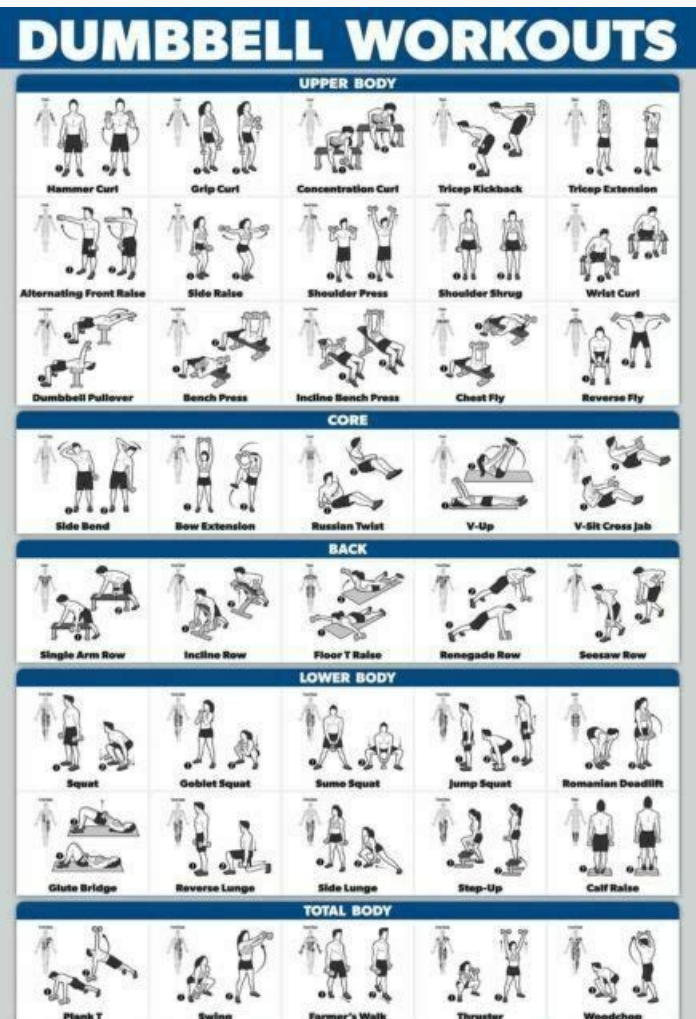 DUMBBELL WORKOUTS
UPPER BODY
Hammer Curl
Grip Curl
Concentration Curl
Tricep Kickback
Tricep Extension
Alternating Front Raise
Side Raise
Shoulder Press
Shoulder Shrug
Wrist Curl
Dumbbell Pullover
Bench Press
Incline Bench Press
Chest Fly
Reverse Fly
CORE
Side Bend
Bow Extension
Russian Twist
V-Up
V-Sit Cross Jab
BACK
Single Arm Row
Incline Row
Floor T Raise
Renegade Row
Seesaw Row
LOWER BODY
Squat
Goblet Squat
Sumo Squat
Jump Squat
Romanian Deadlift
Glute Bridge
Reverse Lunge
Side Lunge
Step-Up
Calf Raise
TOTAL BODY
Plank T
Swing
Farmer's Walk
Thruster
Woodchop